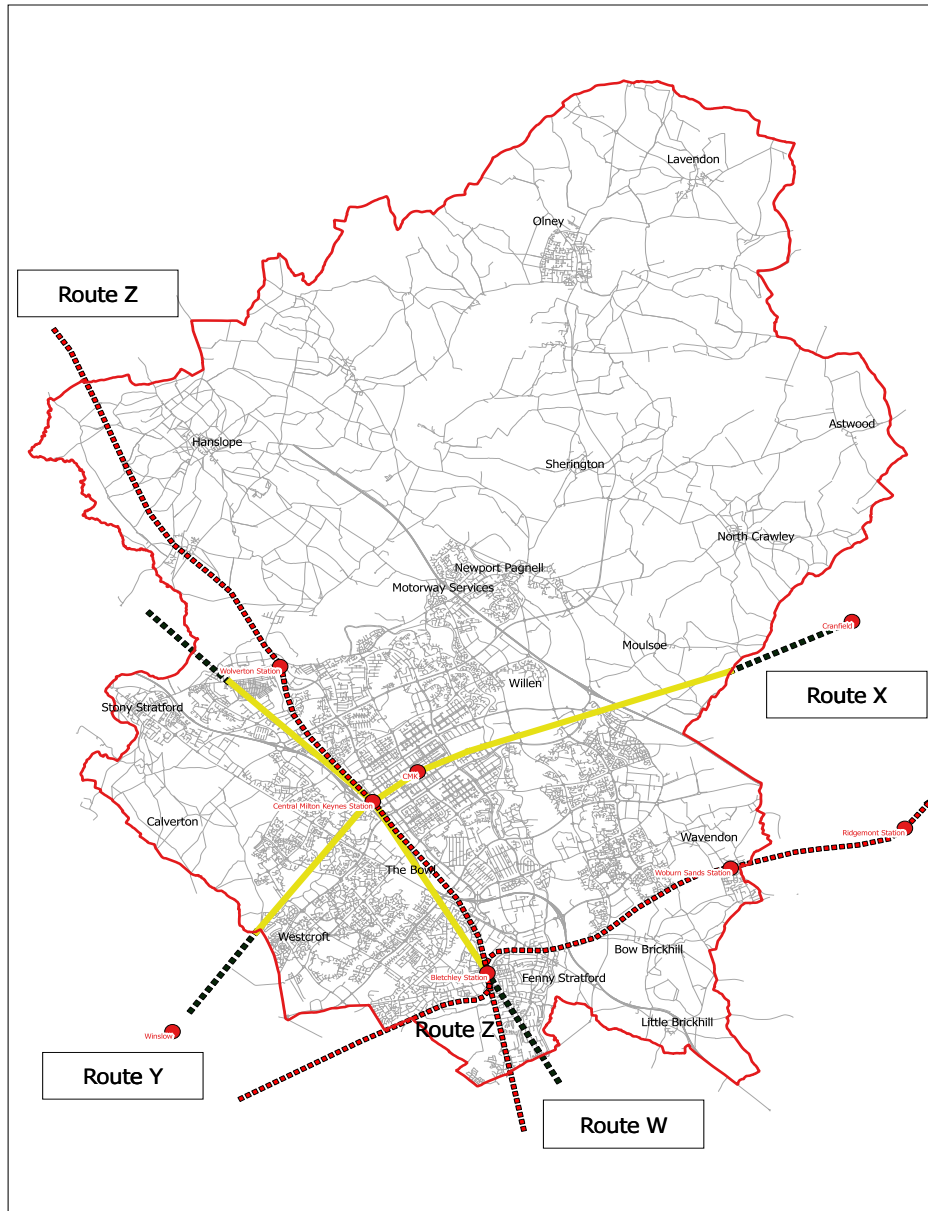 Lavendon
Olney
Route Z
Astwood
Hanslope
Sherington
North Crawley
Newport Pagnell
Motorway Services
Cranfield
Moulsoe
Wolverton Station
Willen
Route X
Stony Stratford
CMK
Central Milton Keynes Station
Calverton
Ridgemont Station
Wavendon
The Bowl
Woburn Sands Station
Westcroft
Bow Brickhill
Bletchley Station
Fenny Stratford
Little Brickhill
Route Z
Winslow
Route Y
Route W